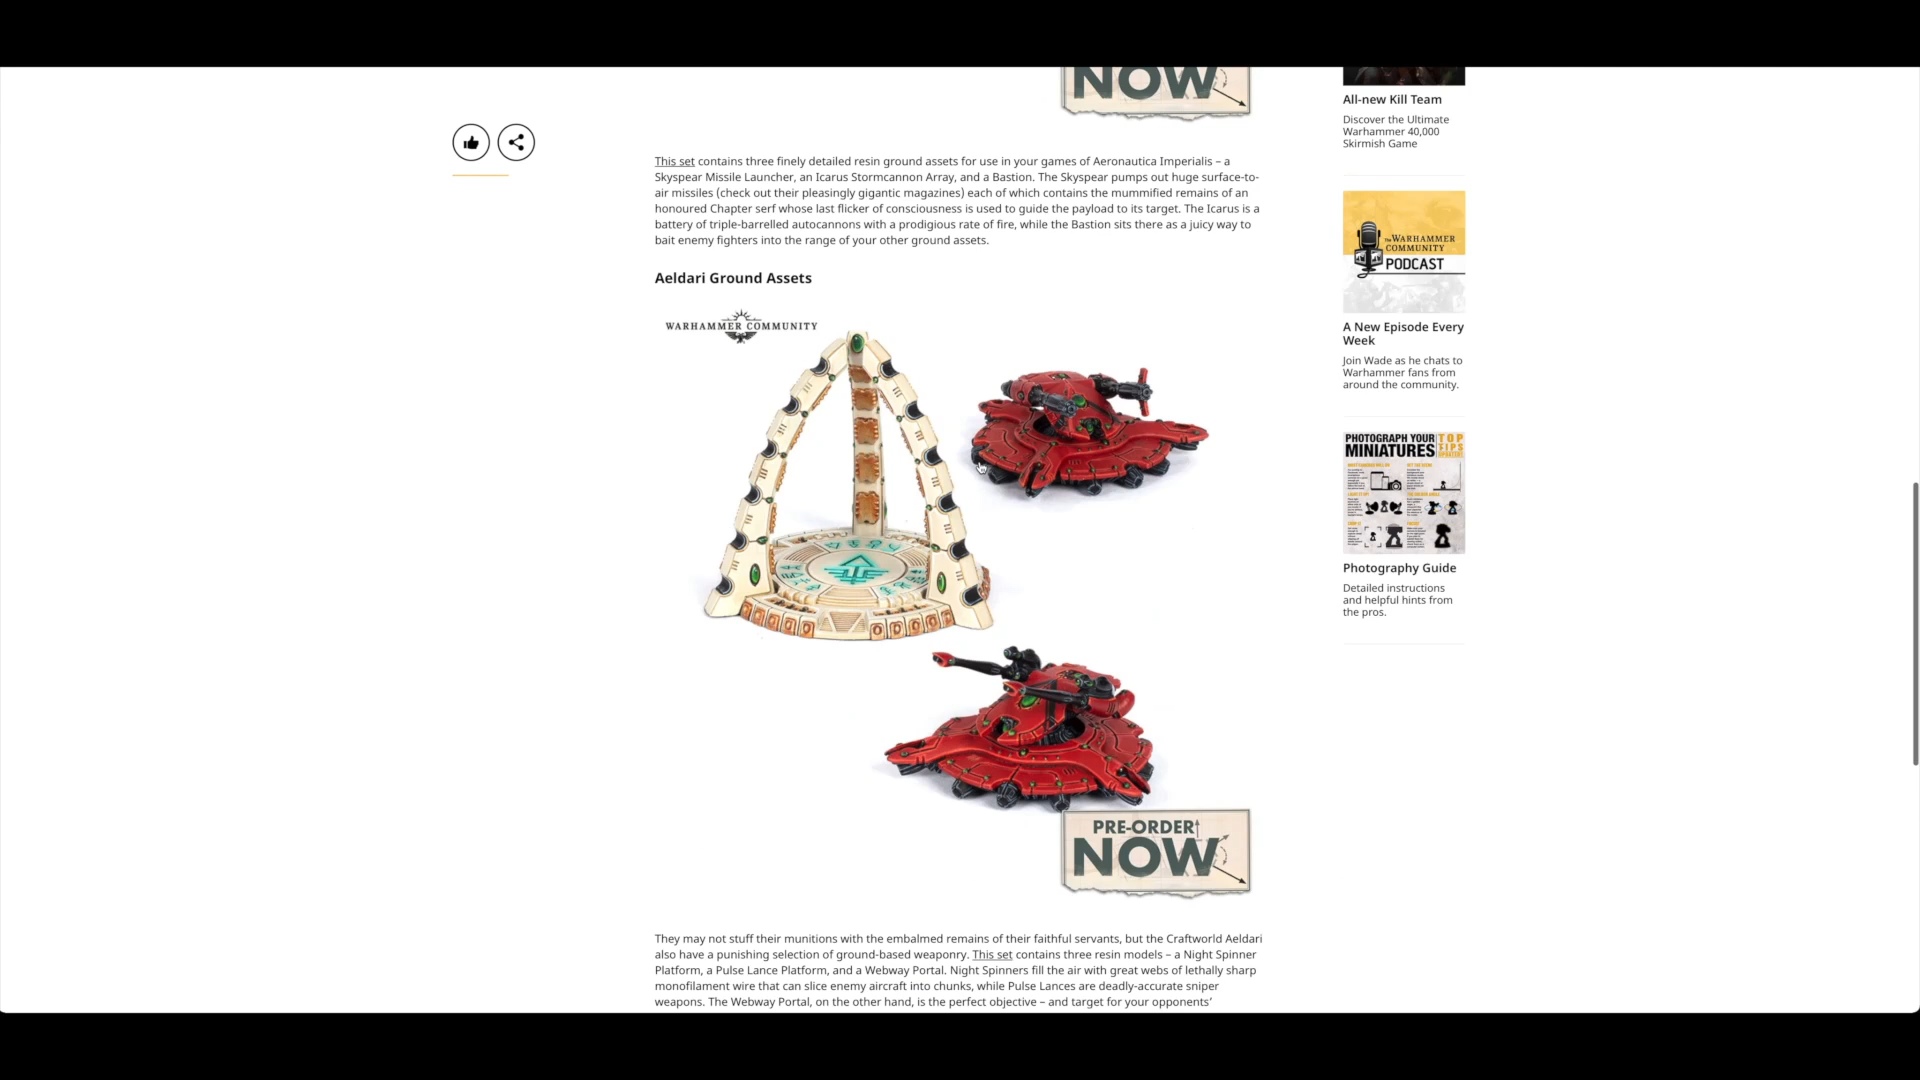 NOW
All-new Kill Team
Discover the Ultimate
Warhammer 40,000
Skirmish Game
This set contains three finely detailed resin ground assets for use in your games of Aeronautica Imperialis – a
Skyspear Missile Launcher, an Icarus Stormcannon Array, and a Bastion. The Skyspear pumps out huge surface-to-
air missiles (check out their pleasingly gigantic magazines) each of which contains the mummified remains of an
honoured Chapter serf whose last flicker of consciousness is used to guide the payload to its target. The Icarus is a
battery of triple-barrelled autocannons with a prodigious rate of fire, while the Bastion sits there as a juicy way to
bait enemy fighters into the range of your other ground assets.
Aeldari Ground Assets
WARHAMMER COMMUNITY
PRE-ORDER
NOW
They may not stuff their munitions with the embalmed remains of their faithful servants, but the Craftworld Aeldari
also have a punishing selection of ground-based weaponry. This set contains three resin models – a Night Spinner
Platform, a Pulse Lance Platform, and a Webway Portal. Night Spinners fill the air with great webs of lethally sharp
monofilament wire that can slice enemy aircraft into chunks, while Pulse Lances are deadly-accurate sniper
weapons. The Webway Portal, on the other hand, is the perfect objective – and target for your opponents’
The WARHAMMER
COMMUNITY
PODCAST
A New Episode Every
Week
Join Wade as he chats to
Warhammer fans from
around the community.
PHOTOGRAPH YOUR
MINIATURES
TOP
TIPS
Photography Guide
Detailed instructions
and helpful hints from
the pros.